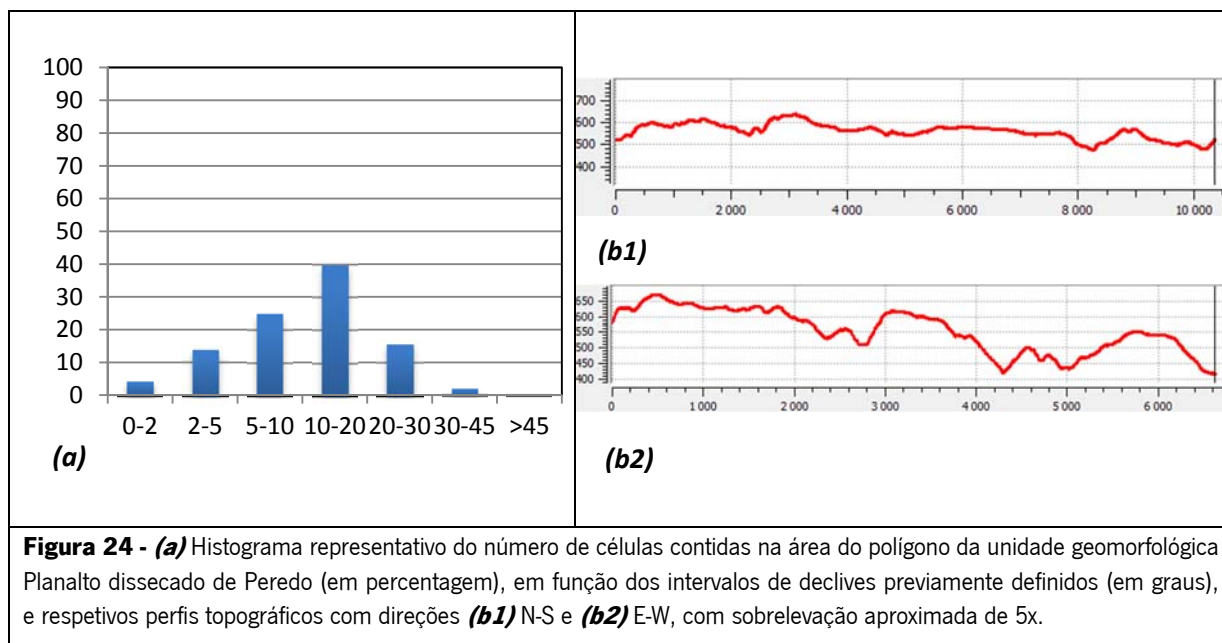 100
90
80
70
60
50
40
30
20
10
0
0-2 2-5 5-10 10-20 20-30 30-45 >45
(a)
700
600
500
400
0 2 000 4 000 6 000 8 000 10 000
(b1)
650
600
550
500
450
400
0 1 000 2 000 3 000 4 000 5 000 6 000
(b2)
Figura 24 - (a) Histograma representativo do número de células contidas na área do polígono da unidade geomorfológica
Planalto dissecado de Peredo (em percentagem), em função dos intervalos de declives previamente definidos (em graus),
e respetivos perfis topográficos com direções (b1) N-S e (b2) E-W, com sobrelevação aproximada de 5x.